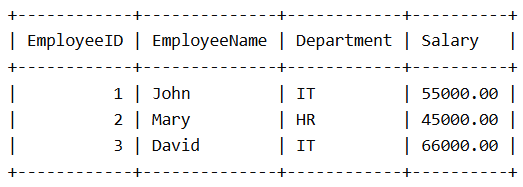 +------------+--------------+------------+----------+
| EmployeeID | EmployeeName | Department | Salary   |
+------------+--------------+------------+----------+
|          1 | John         | IT         | 55000.00 |
|          2 | Mary         | HR         | 45000.00 |
|          3 | David        | IT         | 66000.00 |
+------------+--------------+------------+----------+